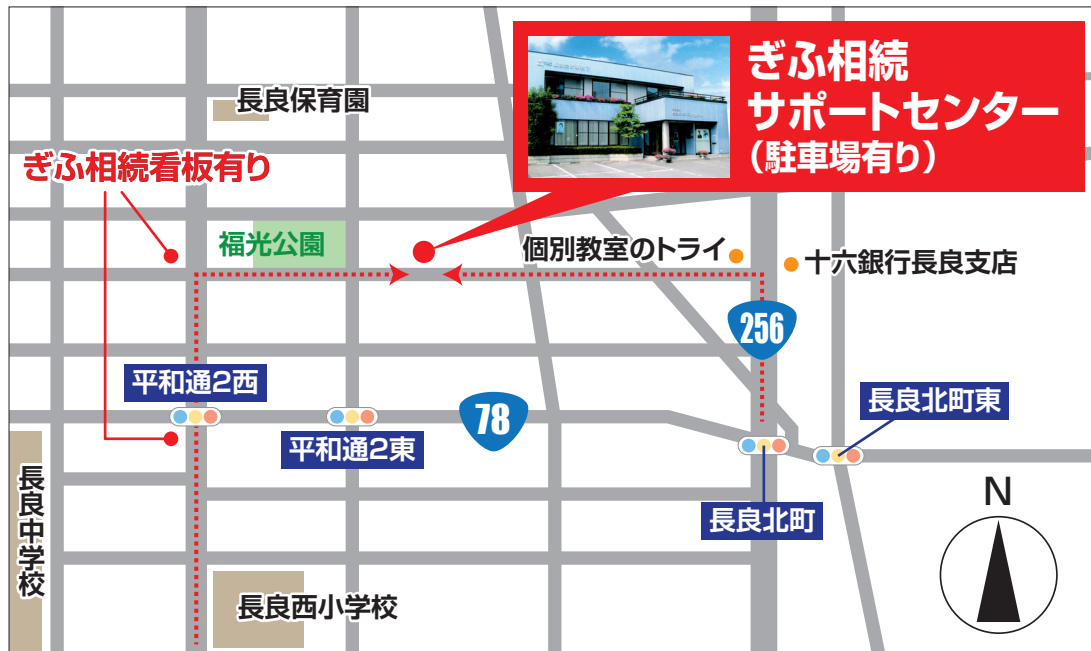 ぎふ相続
サポートセンター
（駐車場有り）
長良保育園
ぎふ相続看板有り
福光公園
個別教室のトライ
十六銀行長良支店
256
平和通2西
78
長良北町東
平和通2東
長良中学校
長良北町
N
長良西小学校